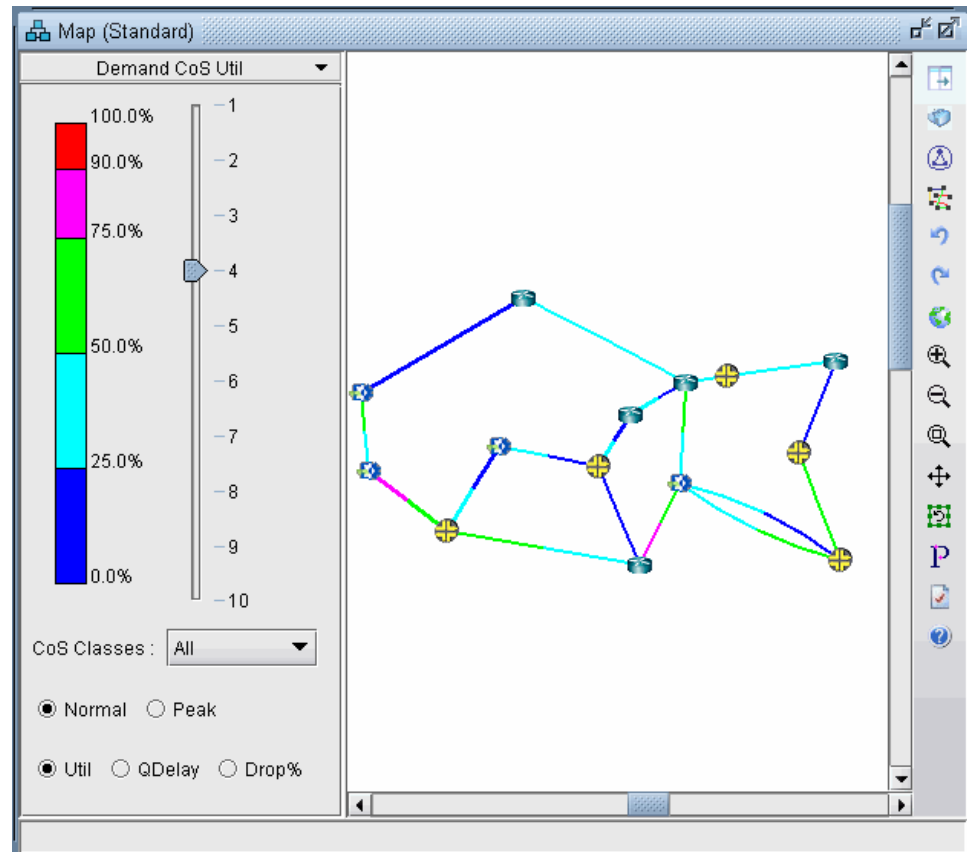 Map (Standard)
Demand CoS Util
100.0%
90.0%
75.0%
50.0%
25.0%
0.0%
1
2
3
4
5
6
7
8
9
10
CoS Classes : All
Normal Peak
Util QDelay Drop%
P